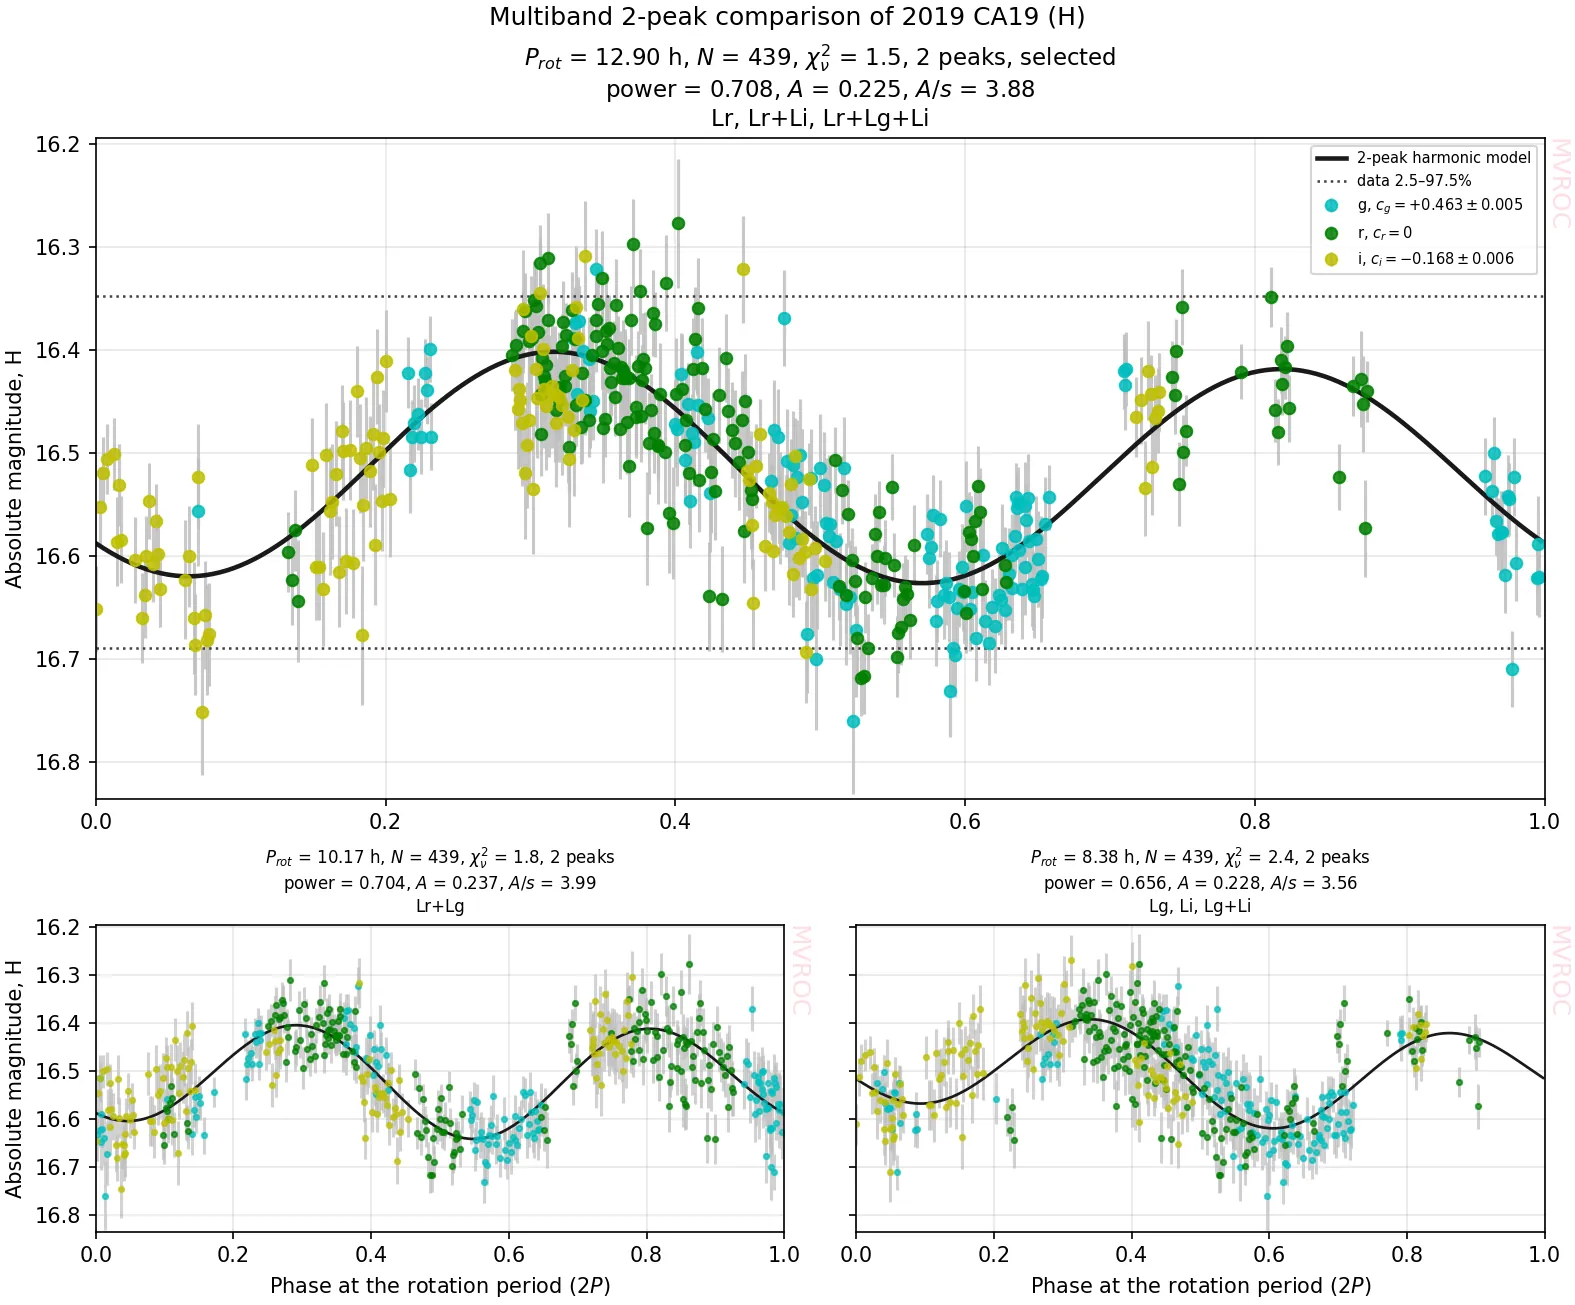 Multiband 2-peak comparison of 2019 CA19 (H)
P_rot = 12.90 h, N = 439, χ²_ν = 1.5, 2 peaks, selected
power = 0.708, A = 0.225, A/s = 3.88
Lr, Lr+Li, Lr+Lg+Li
MVROC
2-peak harmonic model
data 2.5–97.5%
g, c_g = +0.463 ± 0.005
r, c_r = 0
i, c_i = −0.168 ± 0.006
Absolute magnitude, H
16.2
16.3
16.4
16.5
16.6
16.7
16.8
0.0 0.2 0.4 0.6 0.8 1.0
P_rot = 10.17 h, N = 439, χ²_ν = 1.8, 2 peaks
power = 0.704, A = 0.237, A/s = 3.99
Lr+Lg
MVROC
Absolute magnitude, H
16.2
16.3
16.4
16.5
16.6
16.7
16.8
0.0 0.2 0.4 0.6 0.8 1.0
Phase at the rotation period (2P)
P_rot = 8.38 h, N = 439, χ²_ν = 2.4, 2 peaks
power = 0.656, A = 0.228, A/s = 3.56
Lg, Li, Lg+Li
MVROC
0.0 0.2 0.4 0.6 0.8 1.0
Phase at the rotation period (2P)